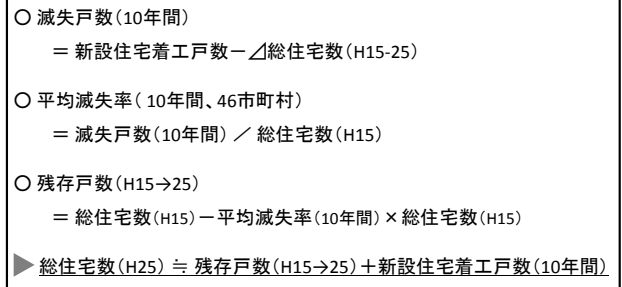 〇 滅失戸数（10年間）
＝ 新設住宅着工戸数－⊿総住宅数（H15-25）
〇 平均滅失率（ 10年間、46市町村）
＝ 滅失戸数（10年間） ／ 総住宅数（H15）
〇 残存戸数（H15→25）
＝ 総住宅数（H15）－平均滅失率（10年間）×総住宅数（H15）
▶ 総住宅数（H25） ≒ 残存戸数（H15→25）＋新設住宅着工戸数（10年間）